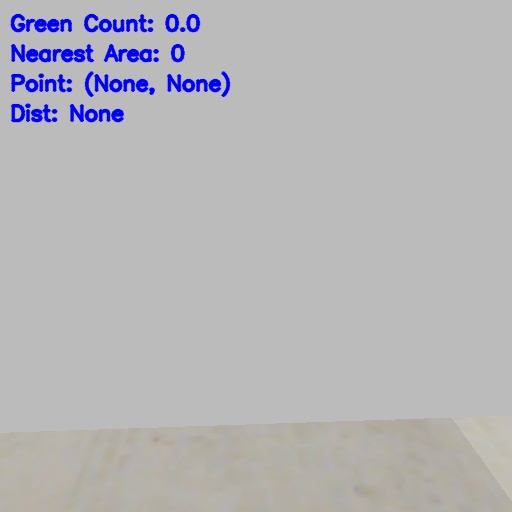 Green Count: 0.0
Nearest Area: 0
Point: (None, None)
Dist: None